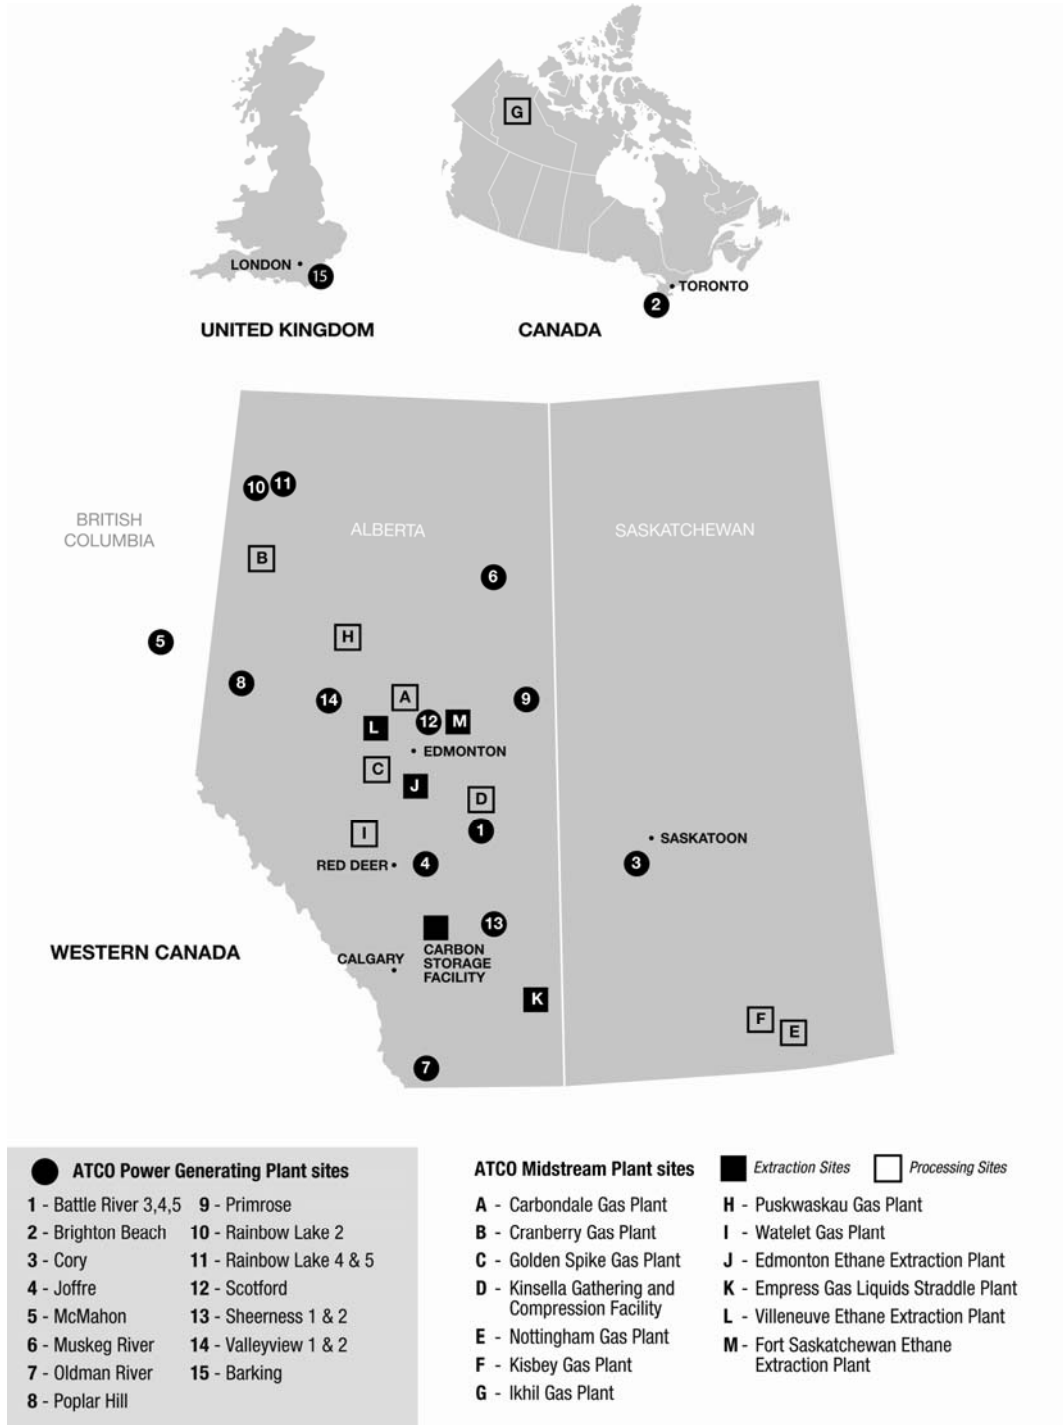 G
LONDON
15
TORONTO
2
UNITED KINGDOM
CANADA
10
11
BRITISH
COLUMBIA
ALBERTA
SASKATCHEWAN
B
6
H
5
8
14
A
9
12
M
L
EDMONTON
C
J
D
1
I
SASKATOON
RED DEER
4
3
13
WESTERN CANADA
CALGARY
CARBON
STORAGE
FACILITY
K
F
E
7
ATCO Power Generating Plant sites
1 - Battle River 3,4,5
2 - Brighton Beach
3 - Cory
4 - Joffre
5 - McMahon
6 - Muskeg River
7 - Oldman River
8 - Poplar Hill
9 - Primrose
10 - Rainbow Lake 2
11 - Rainbow Lake 4 & 5
12 - Scotford
13 - Sheerness 1 & 2
14 - Valleyview 1 & 2
15 - Barking
ATCO Midstream Plant sites
Extraction Sites
Processing Sites
A - Carbondale Gas Plant
B - Cranberry Gas Plant
C - Golden Spike Gas Plant
D - Kinsella Gathering and
Compression Facility
E - Nottingham Gas Plant
F - Kisbey Gas Plant
G - Ikhil Gas Plant
H - Puskwaskau Gas Plant
I - Watelet Gas Plant
J - Edmonton Ethane Extraction Plant
K - Empress Gas Liquids Straddle Plant
L - Villeneuve Ethane Extraction Plant
M - Fort Saskatchewan Ethane
Extraction Plant